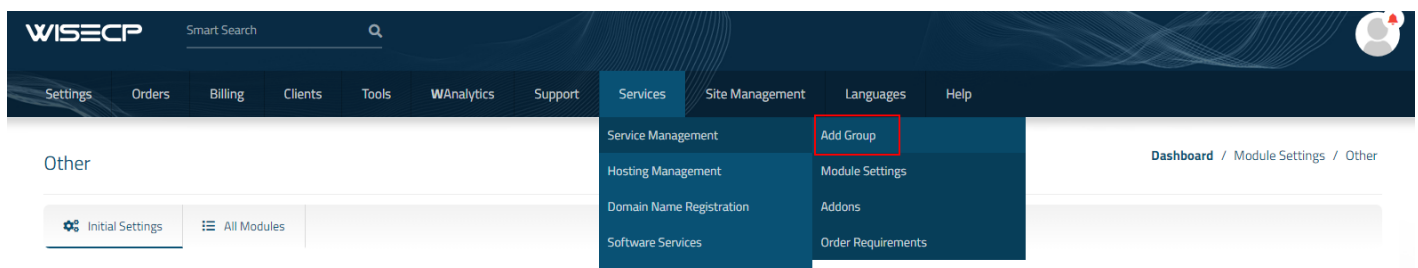 WISECP Smart Search
Settings Orders Billing Clients Tools WAnalytics Support Services Site Management Languages Help
Service Management Add Group
Other Dashboard / Module Settings / Other
Hosting Management Module Settings
Domain Name Registration Addons
Initial Settings All Modules
Software Services Order Requirements